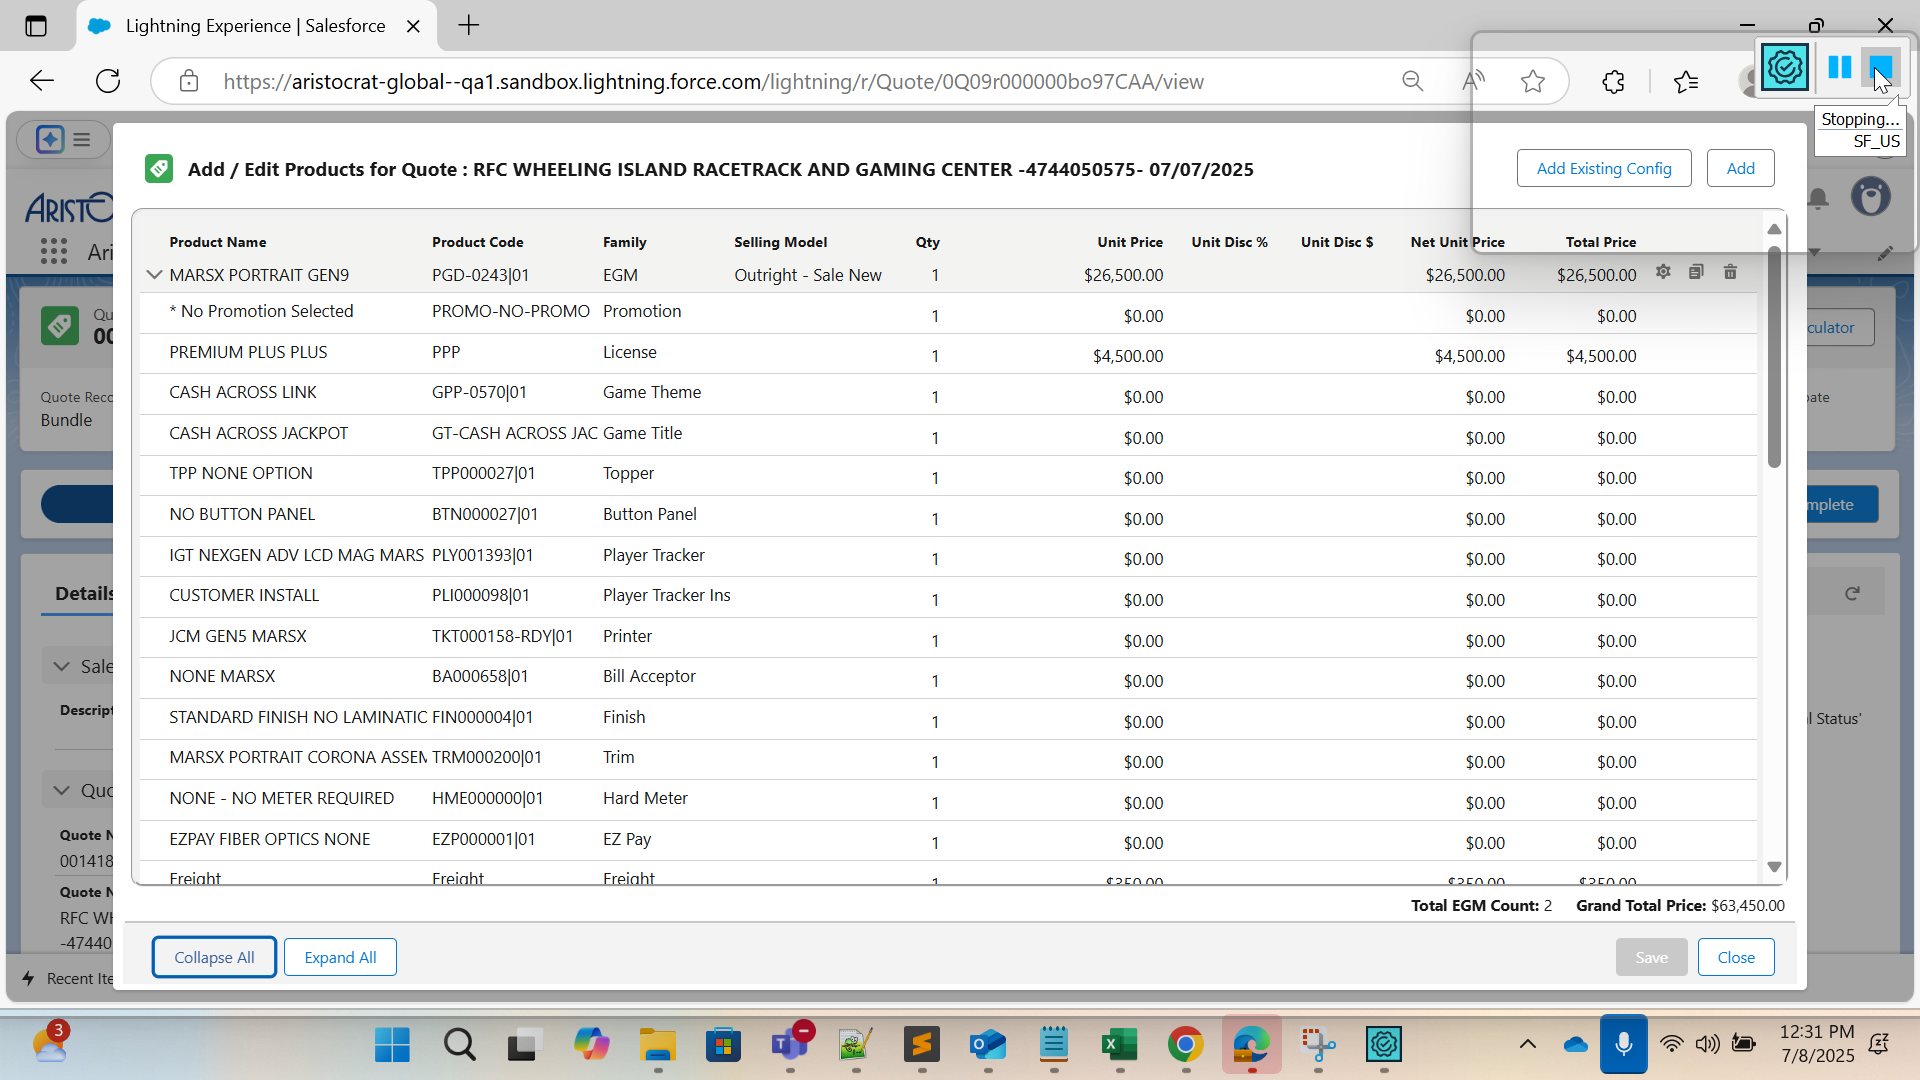 Lightning Experience | Salesforce
https://aristocrat-global--qa1.sandbox.lightning.force.com/lightning/r/Quote/0Q09r000000bo97CAA/view
Stopping...
SF_US
Add / Edit Products for Quote : RFC WHEELING ISLAND RACETRACK AND GAMING CENTER -4744050575- 07/07/2025
Add Existing Config Add
Product Name Product Code Family Selling Model Qty Unit Price Unit Disc % Unit Disc $ Net Unit Price Total Price
MARSX PORTRAIT GEN9 PGD-0243|01 EGM Outright - Sale New 1 $26,500.00 $26,500.00 $26,500.00
* No Promotion Selected PROMO-NO-PROMO Promotion 1 $0.00 $0.00 $0.00
PREMIUM PLUS PLUS PPP License 1 $4,500.00 $4,500.00 $4,500.00
CASH ACROSS LINK GPP-0570|01 Game Theme 1 $0.00 $0.00 $0.00
CASH ACROSS JACKPOT GT-CASH ACROSS JAC Game Title 1 $0.00 $0.00 $0.00
TPP NONE OPTION TPP000027|01 Topper 1 $0.00 $0.00 $0.00
NO BUTTON PANEL BTN000027|01 Button Panel 1 $0.00 $0.00 $0.00
IGT NEXGEN ADV LCD MAG MARS PLY001393|01 Player Tracker 1 $0.00 $0.00 $0.00
CUSTOMER INSTALL PLI000098|01 Player Tracker Ins 1 $0.00 $0.00 $0.00
JCM GEN5 MARSX TKT000158-RDY|01 Printer 1 $0.00 $0.00 $0.00
NONE MARSX BA000658|01 Bill Acceptor 1 $0.00 $0.00 $0.00
STANDARD FINISH NO LAMINATIC FIN000004|01 Finish 1 $0.00 $0.00 $0.00
MARSX PORTRAIT CORONA ASSEM TRM000200|01 Trim 1 $0.00 $0.00 $0.00
NONE - NO METER REQUIRED HME000000|01 Hard Meter 1 $0.00 $0.00 $0.00
EZPAY FIBER OPTICS NONE EZP000001|01 EZ Pay 1 $0.00 $0.00 $0.00
Freight Freight Freight 1 $350.00 $350.00 $350.00
Total EGM Count: 2 Grand Total Price: $63,450.00
Collapse All Expand All Save Close
ARISTO
Ari
Qu
00
culator
Quote Reco
Bundle
date
mplete
Details
Sale
Descript
l Status'
Quo
Quote N
001418
Quote N
RFC WH
-47440
Recent Ite
3
12:31 PM
7/8/2025